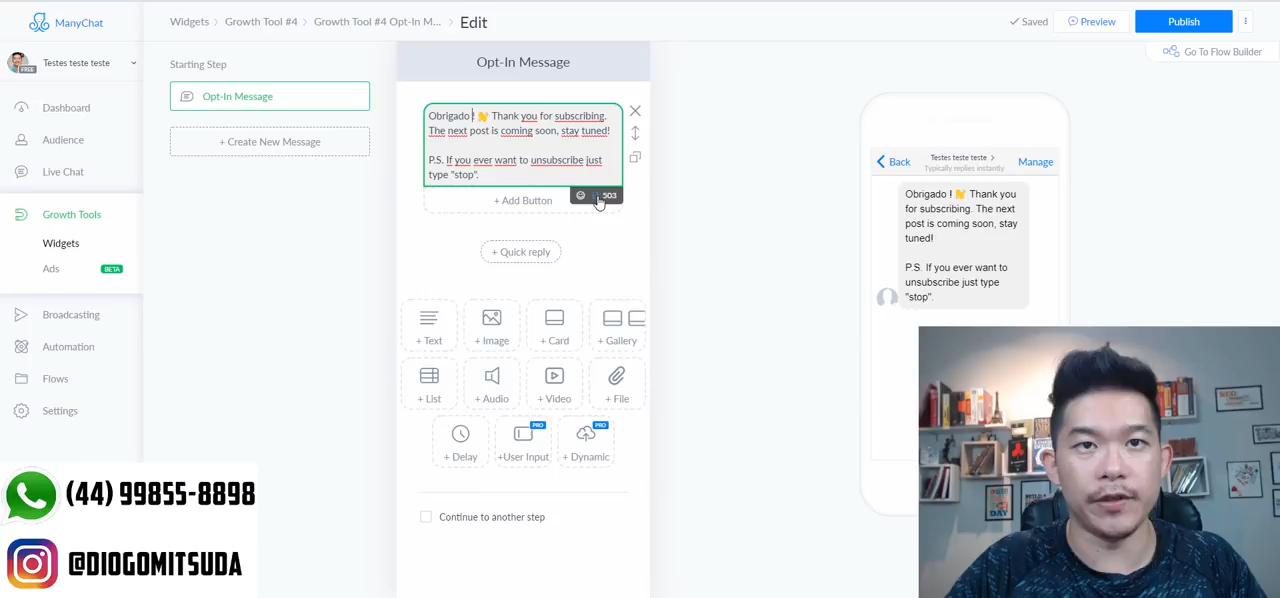 ManyChat
Widgets > Growth Tool #4 > Growth Tool #4 Opt-In M... > Edit
Saved
Preview
Publish
Go To Flow Builder
FREE
Testes teste teste
Dashboard
Audience
Live Chat
Growth Tools
Widgets
Ads
BETA
Broadcasting
Automation
Flows
Settings
Starting Step
Opt-In Message
+ Create New Message
Opt-In Message
Obrigado ! 👋 Thank you for subscribing.
The next post is coming soon, stay tuned!
P.S. If you ever want to unsubscribe just
type "stop".
503
+ Add Button
+ Quick reply
+ Text
+ Image
+ Card
+ Gallery
+ List
+ Audio
+ Video
+ File
+ Delay
PRO
+User Input
PRO
+ Dynamic
Continue to another step
Back
Testes teste teste >
Typically replies instantly
Manage
Obrigado ! 👋 Thank you
for subscribing. The next
post is coming soon, stay
tuned!
P.S. If you ever want to
unsubscribe just type
"stop".
(44) 99855-8898
@DIOGOMITSUDA
DAY